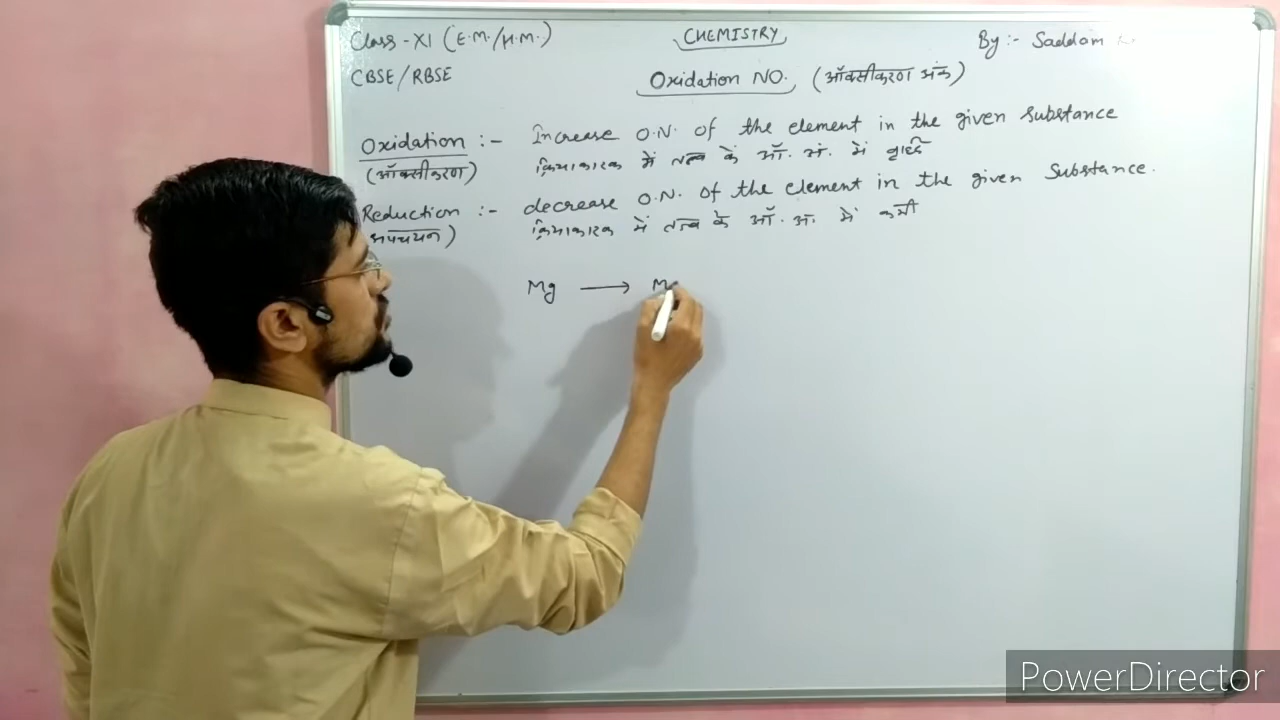 Class - XI (E.M./H.M.)
CHEMISTRY
By :- Saddam
CBSE/RBSE
Oxidation NO. (ऑक्सीकरण अंक)
Oxidation :- Increase O.N. of the element in the given Substance
(ऑक्सीकरण) क्रियाकारक में तत्व के ऑ. अं. में वृद्धि
Reduction :- decrease O.N. of the element in the given Substance.
अपचयन) क्रियाकारक में तत्व के ऑ. अं. में कमी
Mg → M
PowerDirector